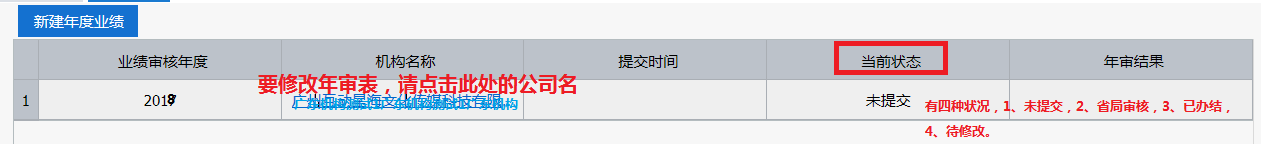 新建年度业绩
业绩审核年度 机构名称 提交时间 当前状态 年审结果
要修改年审表，请点击此处的公司名
1 2018 未提交
有四种状况，1、未提交，2、省局审核，3、已办结，
4、待修改。